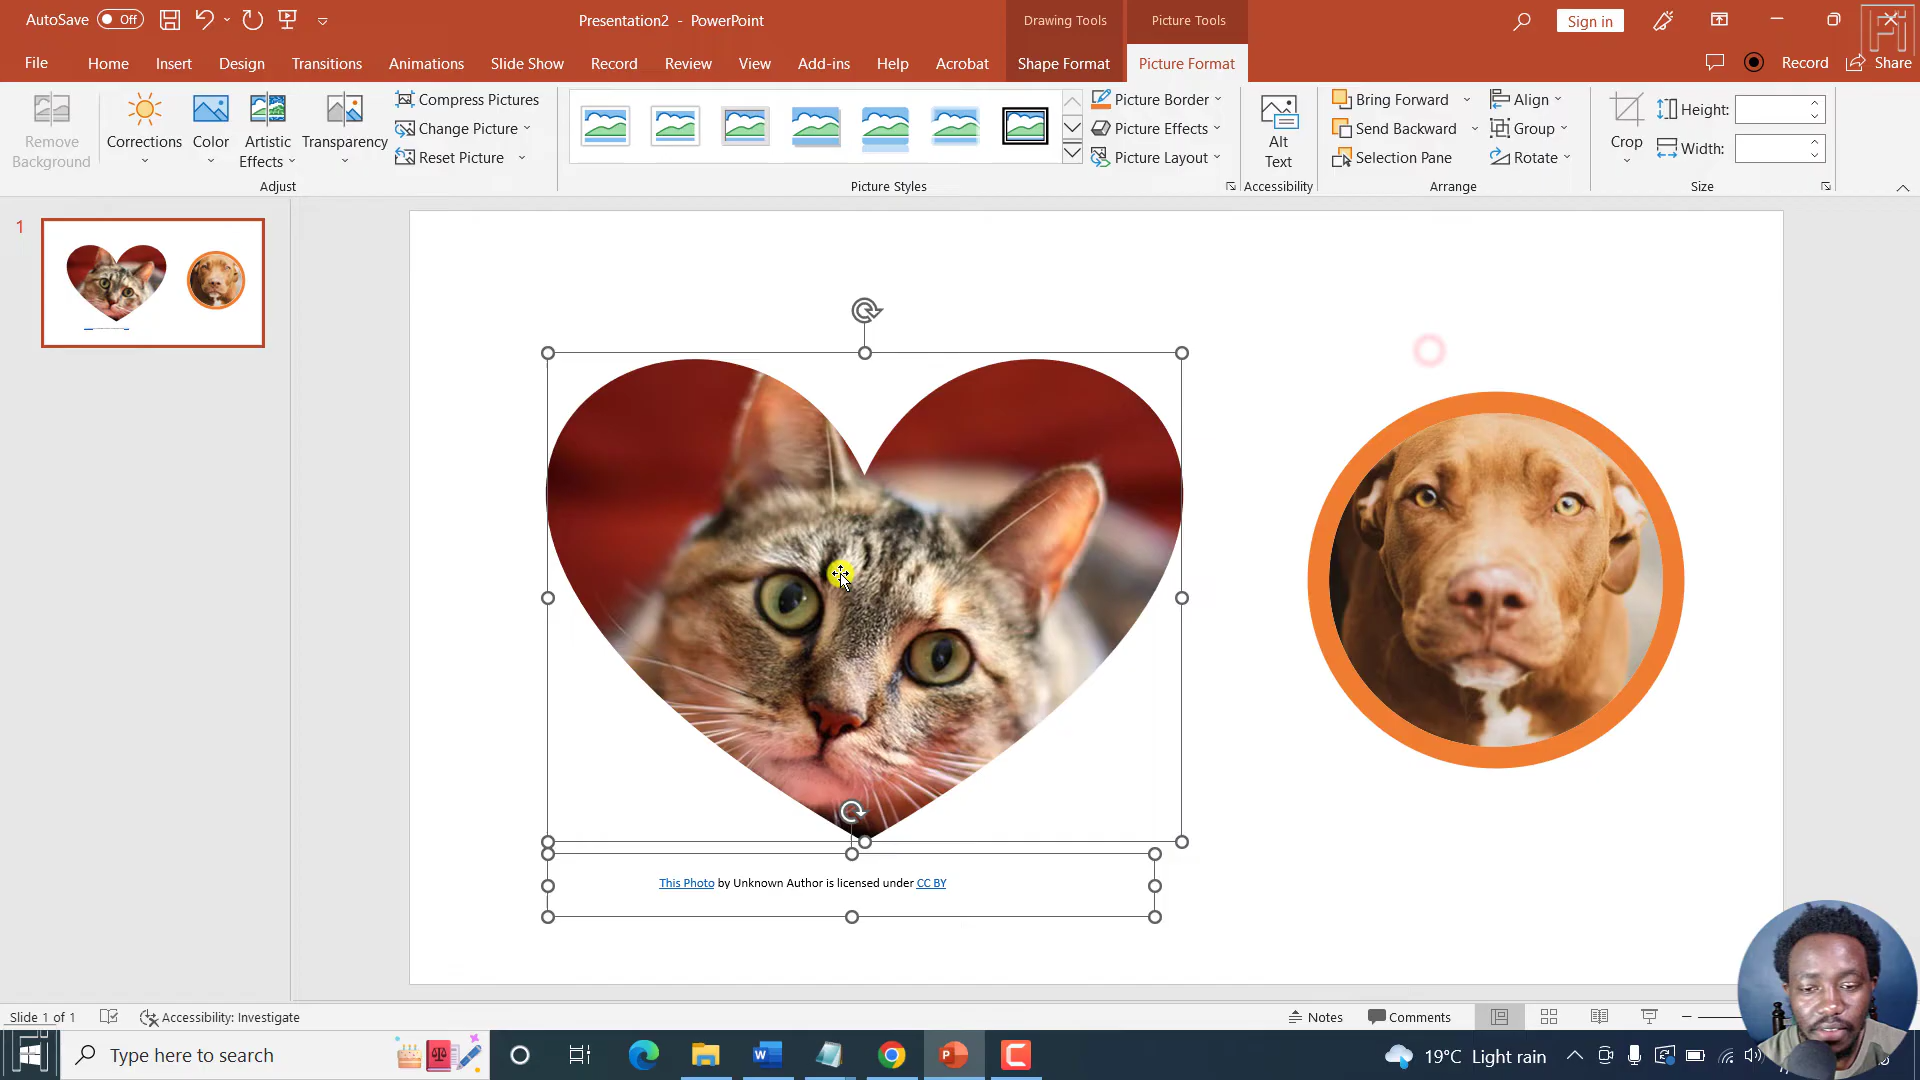 AutoSave Off
Presentation2 - PowerPoint
Drawing Tools
Picture Tools
Sign in
File
Home
Insert
Design
Transitions
Animations
Slide Show
Record
Review
View
Add-ins
Help
Acrobat
Shape Format
Picture Format
Record
Share
Remove
Background
Corrections
Color
Artistic
Effects
Transparency
Compress Pictures
Change Picture
Reset Picture
Adjust
Picture Styles
Picture Border
Picture Effects
Picture Layout
Alt
Text
Accessibility
Bring Forward
Send Backward
Selection Pane
Align
Group
Rotate
Arrange
Crop
Height:
Width:
Size
1
This Photo by Unknown Author is licensed under CC BY
Slide 1 of 1
Accessibility: Investigate
Notes
Comments
Type here to search
19°C Light rain